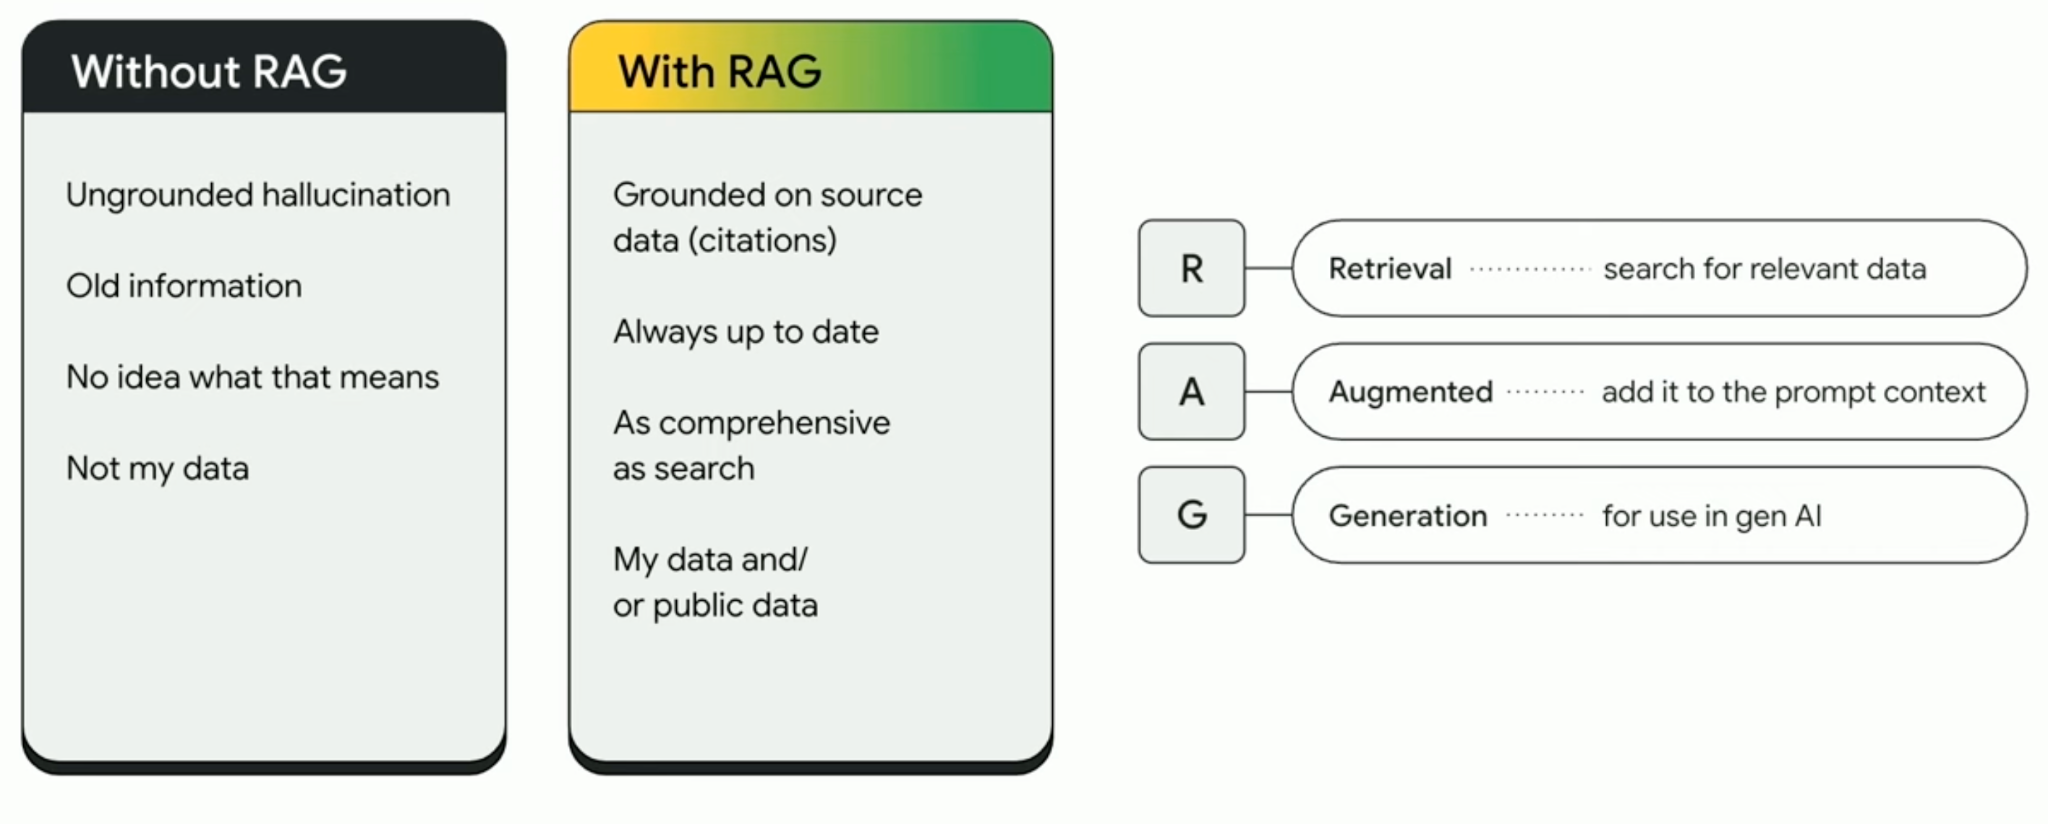 Without RAG
Ungrounded hallucination
Old information
No idea what that means
Not my data
With RAG
Grounded on source
data (citations)
Always up to date
As comprehensive
as search
My data and/
or public data
R Retrieval ............. search for relevant data
A Augmented ........ add it to the prompt context
G Generation ........ for use in gen AI